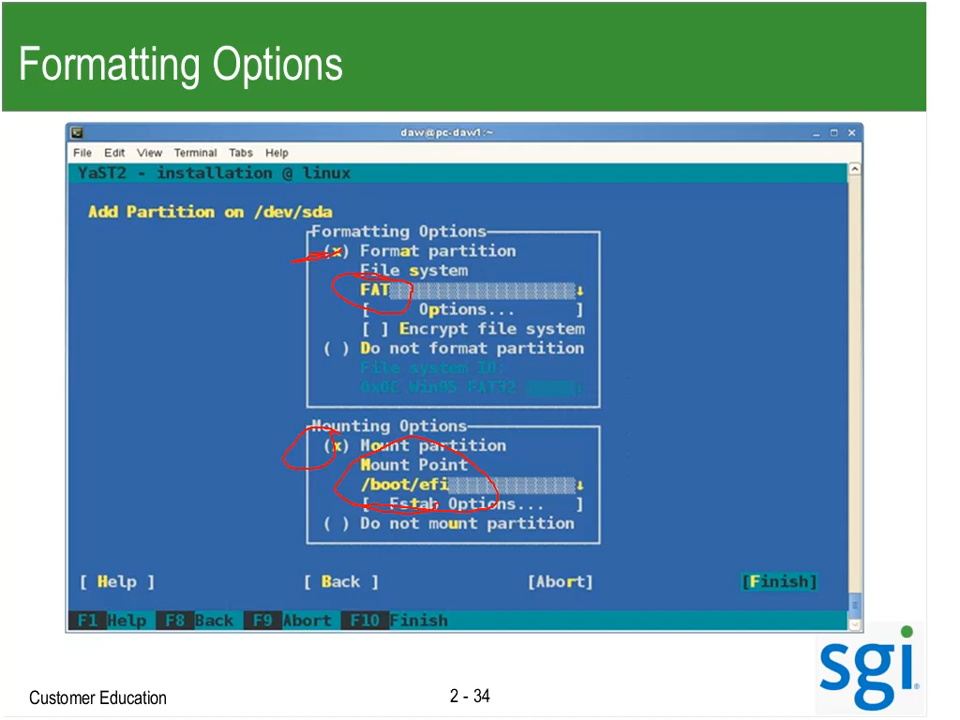 Formatting Options
daw@pc-daw1:~
File Edit View Terminal Tabs Help
YaST2 - installation @ linux
Add Partition on /dev/sda
Formatting Options
(x) Format partition
File system
FAT
[ Options... ]
[ ] Encrypt file system
( ) Do not format partition
File system ID:
0x0C Win95 FAT32
Mounting Options
(x) Mount partition
Mount Point
/boot/efi
[ Fstab Options... ]
( ) Do not mount partition
[ Help ] [ Back ] [Abort] [Finish]
F1 Help F8 Back F9 Abort F10 Finish
sgi
Customer Education 2 - 34